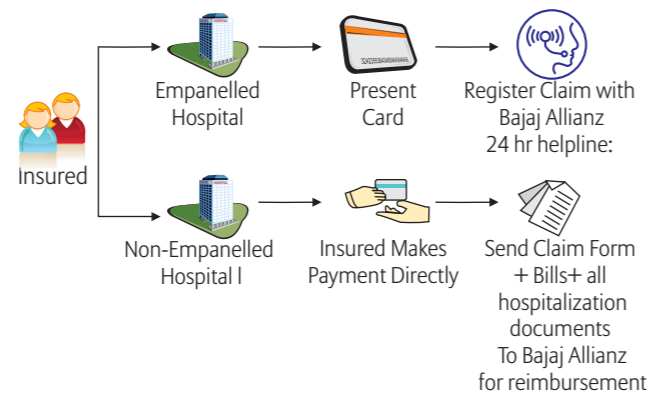 Insured
Empanelled
Hospital
Present
Card
Register Claim with
Bajaj Allianz
24 hr helpline:
Non-Empanelled
Hospital l
Insured Makes
Payment Directly
Send Claim Form
+ Bills+ all
hospitalization
documents
To Bajaj Allianz
for reimbursement